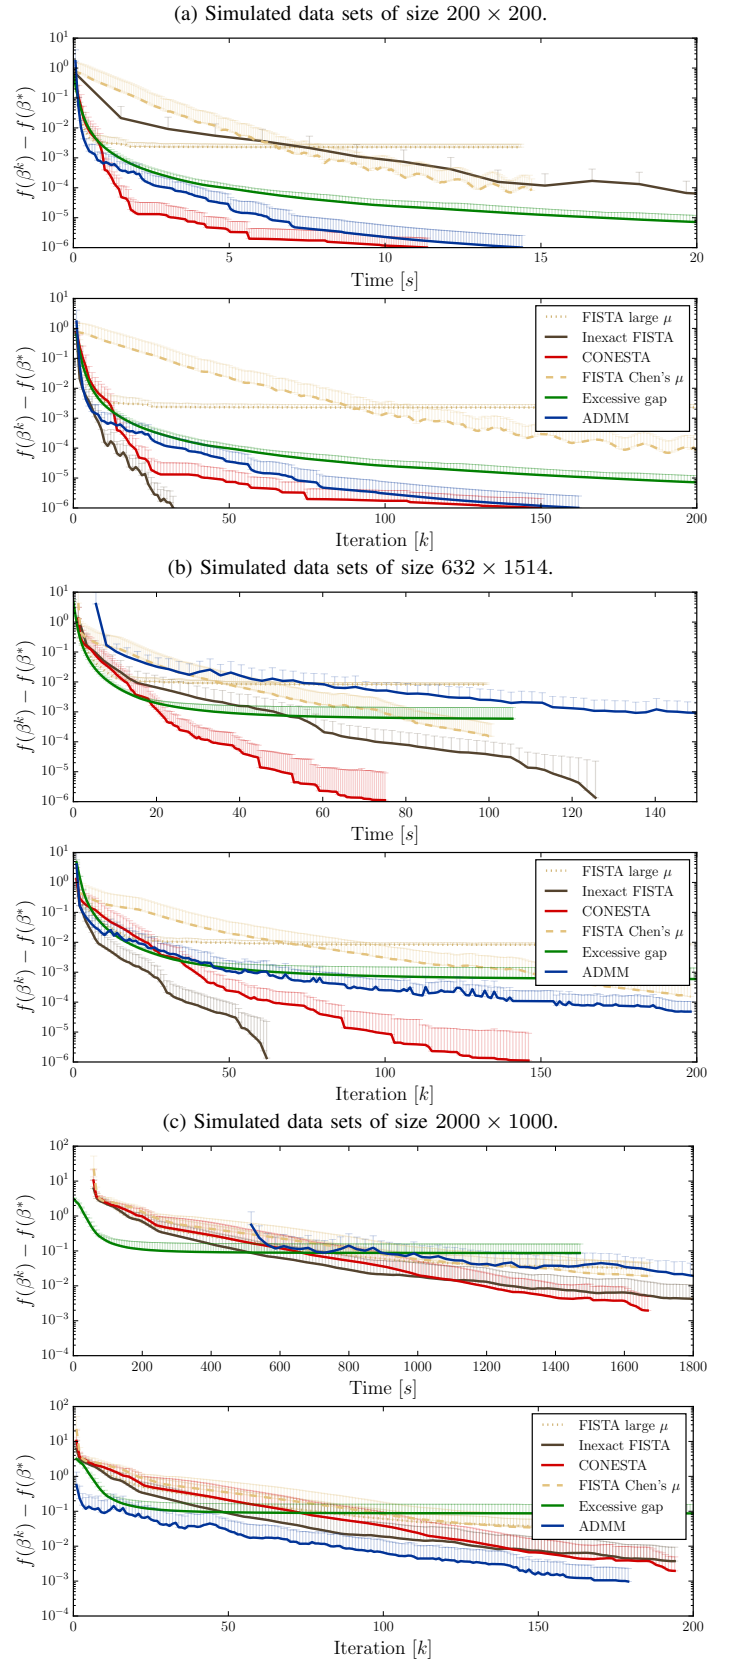 (a) Simulated data sets of size 200 × 200.
f(β^k) − f(β*)
10^1
10^0
10^−1
10^−2
10^−3
10^−4
10^−5
10^−6
0 5 10 15 20
Time [s]
f(β^k) − f(β*)
10^1
10^0
10^−1
10^−2
10^−3
10^−4
10^−5
10^−6
FISTA large μ
Inexact FISTA
CONESTA
FISTA Chen's μ
Excessive gap
ADMM
0 50 100 150 200
Iteration [k]
(b) Simulated data sets of size 632 × 1514.
f(β^k) − f(β*)
10^1
10^0
10^−1
10^−2
10^−3
10^−4
10^−5
10^−6
0 20 40 60 80 100 120 140
Time [s]
f(β^k) − f(β*)
10^1
10^0
10^−1
10^−2
10^−3
10^−4
10^−5
10^−6
FISTA large μ
Inexact FISTA
CONESTA
FISTA Chen's μ
Excessive gap
ADMM
0 50 100 150 200
Iteration [k]
(c) Simulated data sets of size 2000 × 1000.
f(β^k) − f(β*)
10^2
10^1
10^0
10^−1
10^−2
10^−3
10^−4
0 200 400 600 800 1000 1200 1400 1600 1800
Time [s]
f(β^k) − f(β*)
10^2
10^1
10^0
10^−1
10^−2
10^−3
10^−4
FISTA large μ
Inexact FISTA
CONESTA
FISTA Chen's μ
Excessive gap
ADMM
0 50 100 150 200
Iteration [k]